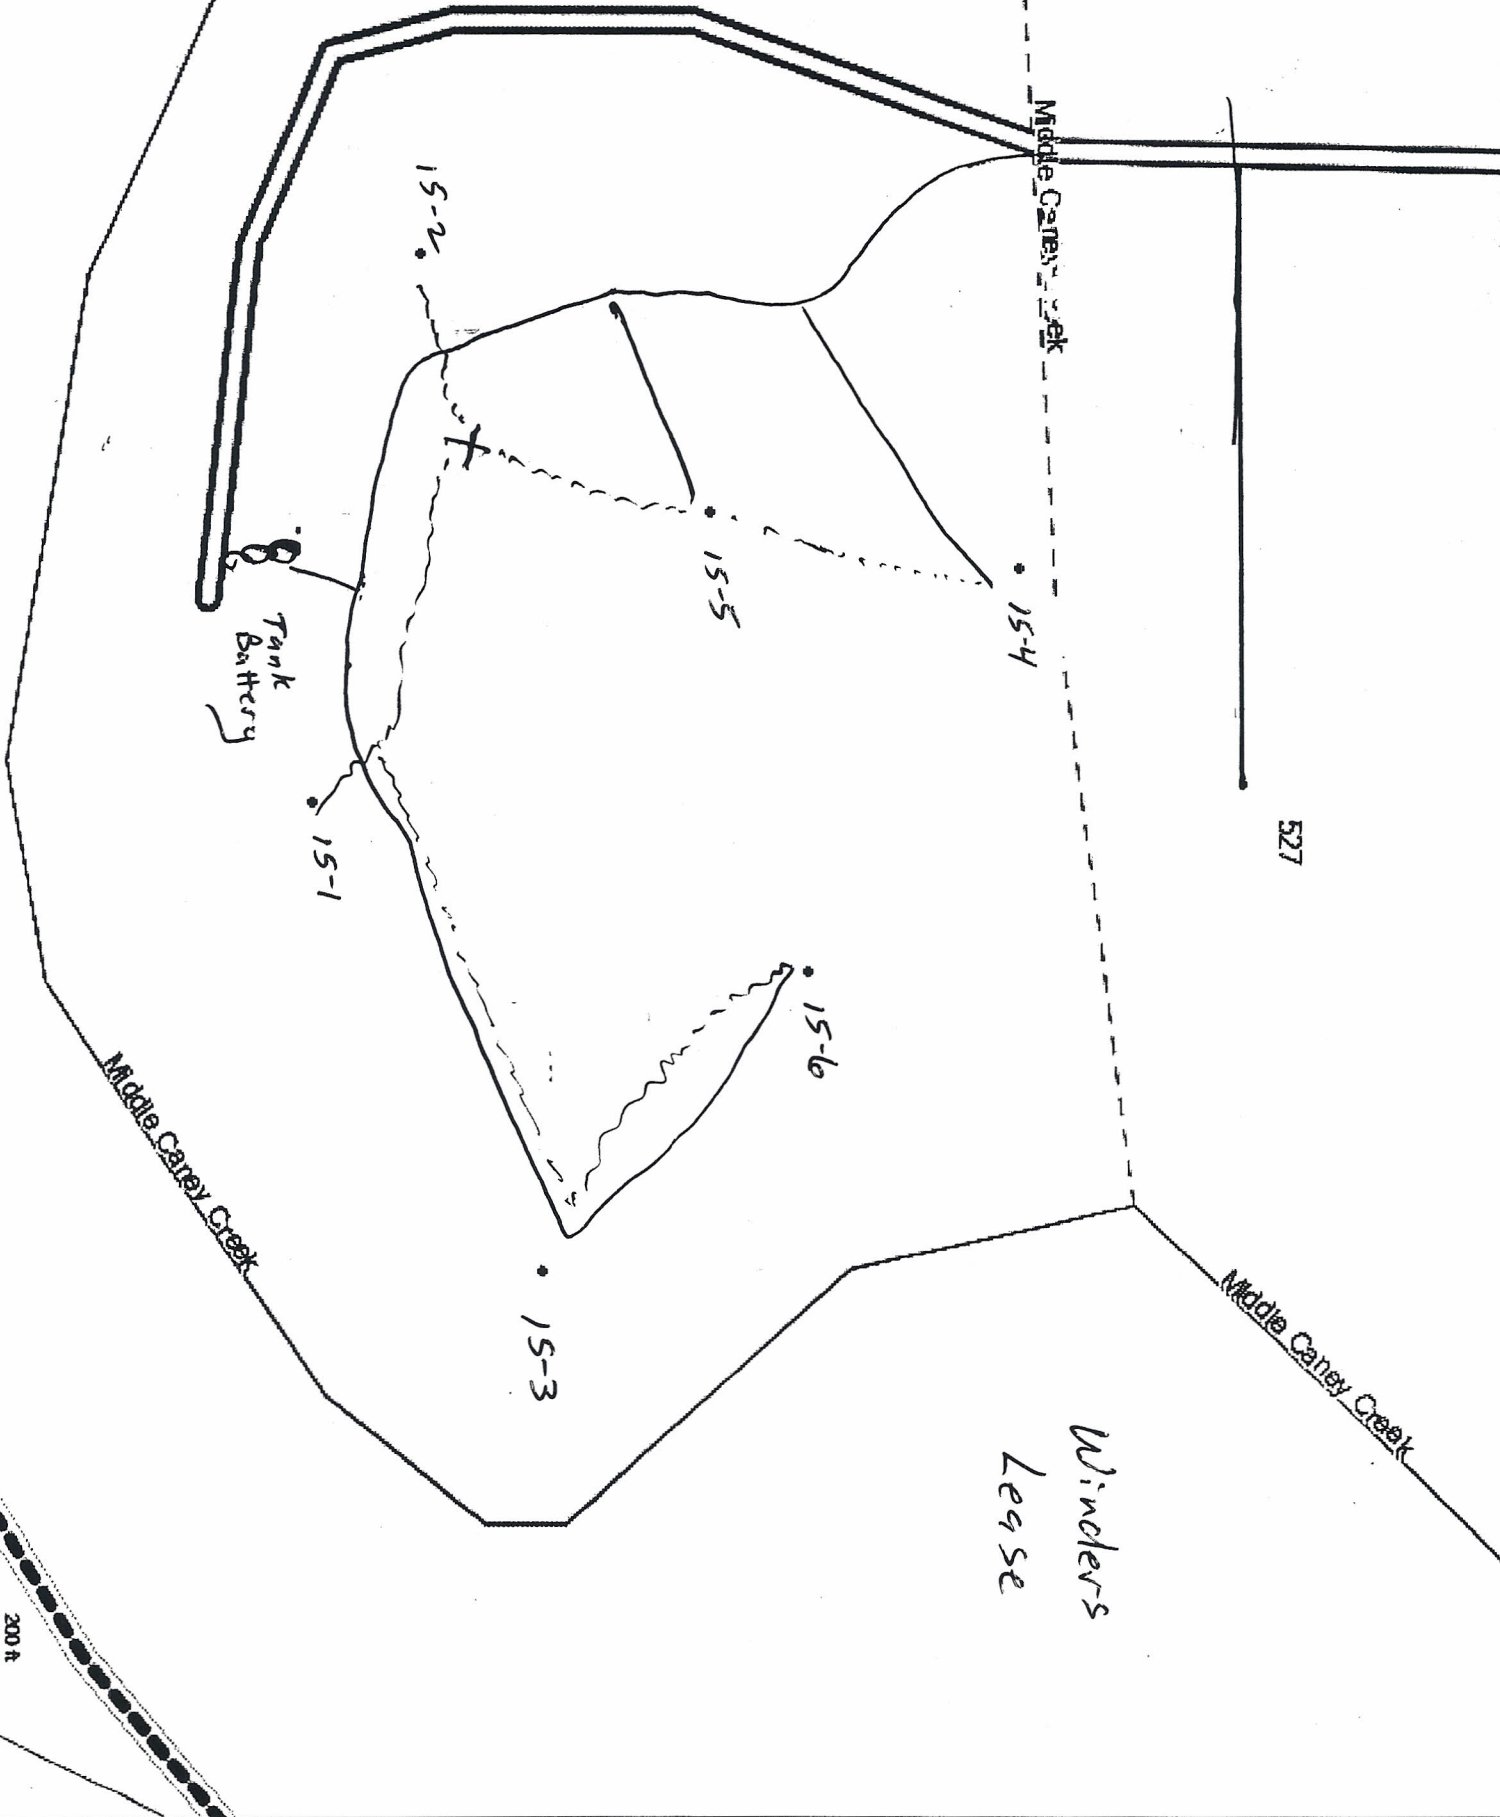 Middle Caney Creek
527
15-4
15-5
15-2
15-6
Tank
Battery
15-1
15-3
Middle Caney Creek
Middle Caney Creek
Winders
Lease
200 ft